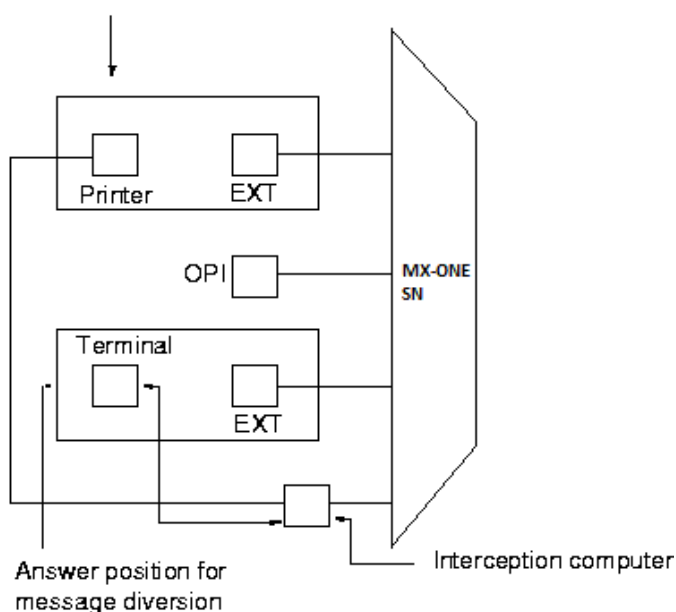 Printer
EXT
OPI
MX-ONE
SN
Terminal
EXT
Answer position for
message diversion
Interception computer